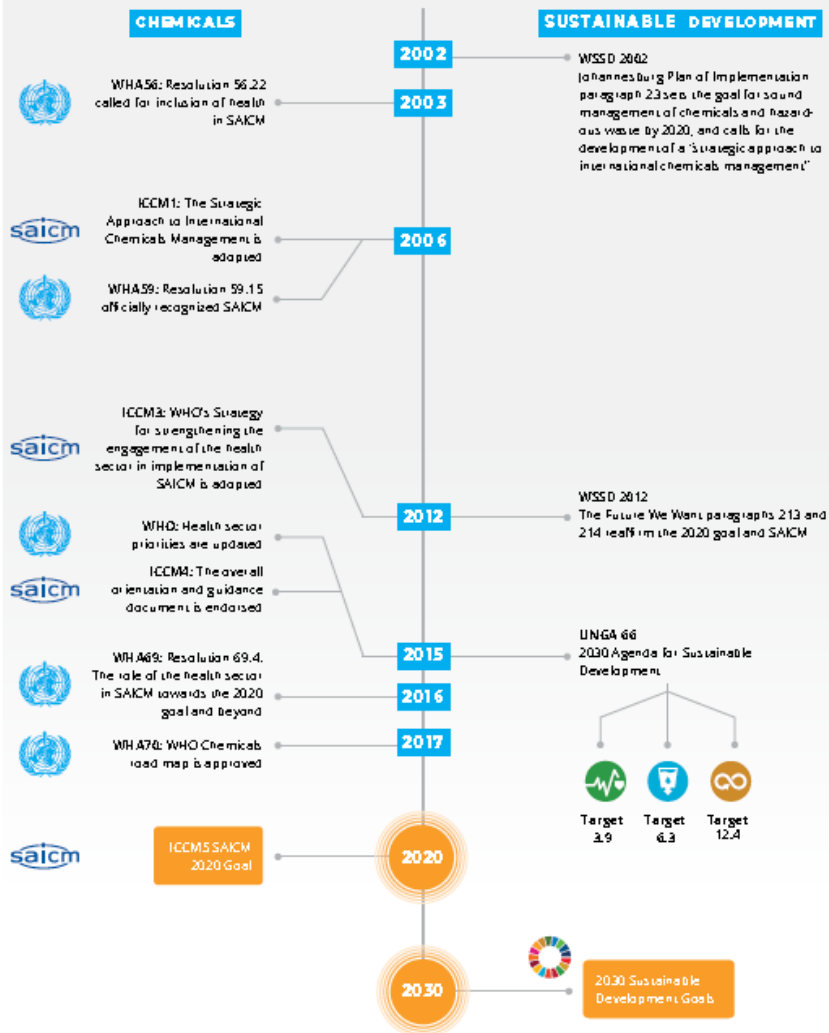 CHEMICALS
SUSTAINABLE DEVELOPMENT
2002
WSSD 2002
Johannesburg Plan of Implementation
paragraph 23 sets the goal for sound
management of chemicals and hazard-
ous waste by 2020, and calls for the
development of a "strategic approach to
international chemicals management"
WHA56: Resolution 56.22
called for inclusion of health
in SAICM
2003
saicm
ICCM1: The Strategic
Approach to International
Chemicals Management is
adopted
2006
WHA59: Resolution 59.15
officially recognized SAICM
saicm
ICCM3: WHO's Strategy
for strengthening the
engagement of the health
sector in implementation of
SAICM is adopted
2012
WSSD 2012
The Future We Want paragraphs 213 and
214 reaffirm the 2020 goal and SAICM
WHO: Health sector
priorities are updated
saicm
ICCM4: The overall
orientation and guidance
document is endorsed
2015
UNGA 66
2030 Agenda for Sustainable
Development
WHA69: Resolution 69.4.
The role of the health sector
in SAICM towards the 2020
goal and beyond
2016
WHA70: WHO Chemicals
road map is approved
2017
Target
3.9
Target
6.3
Target
12.4
saicm
ICCM5 SAICM
2020 Goal
2020
2030
2030 Sustainable
Development Goals